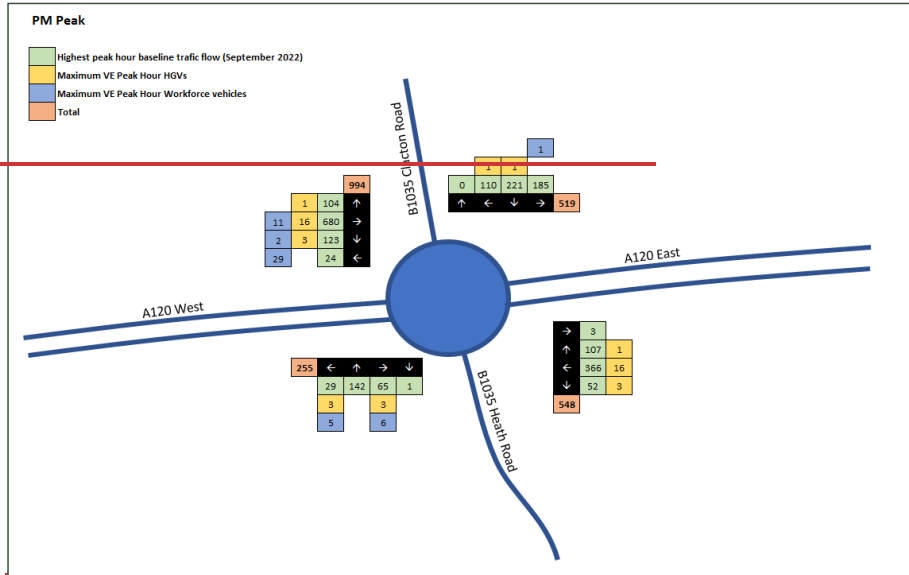 PM Peak
Highest peak hour baseline trafic flow (September 2022)
Maximum VE Peak Hour HGVs
Maximum VE Peak Hour Workforce vehicles
Total
B1035 Clacton Road
1
1 1
0 110 221 185
↑ ← ↓ → 519
994
1 104 ↑
11 16 680 →
2 3 123 ↓
29 24 ←
A120 East
A120 West
→ 3
↑ 107 1
← 366 16
↓ 52 3
548
255 ← ↑ → ↓
29 142 65 1
3 3
5 6
B1035 Heath Road